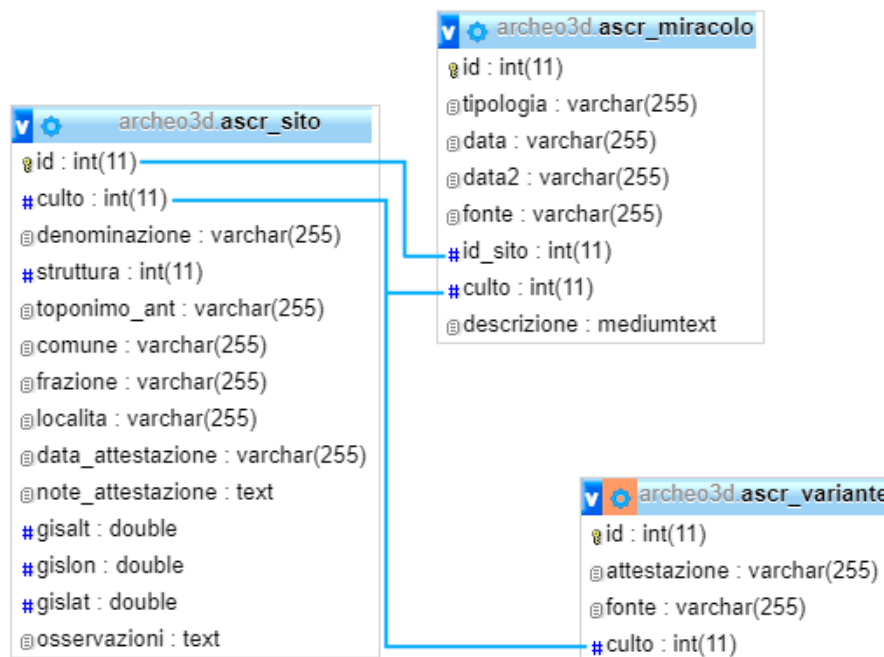 archeo3d.ascr_miracolo
id : int(11)
tipologia : varchar(255)
data : varchar(255)
data2 : varchar(255)
fonte : varchar(255)
#id_sito : int(11)
#culto : int(11)
descrizione : mediumtext
v archeo3d.ascr_sito
id : int(11)
#culto : int(11)
denominazione : varchar(255)
#struttura : int(11)
toponimo_ant : varchar(255)
comune : varchar(255)
frazione : varchar(255)
localita : varchar(255)
data_attestazione : varchar(255)
note_attestazione : text
#gisalt : double
#gislon : double
#gislat : double
osservazioni : text
v archeo3d.ascr_variante
id : int(11)
attestazione : varchar(255)
fonte : varchar(255)
#culto : int(11)